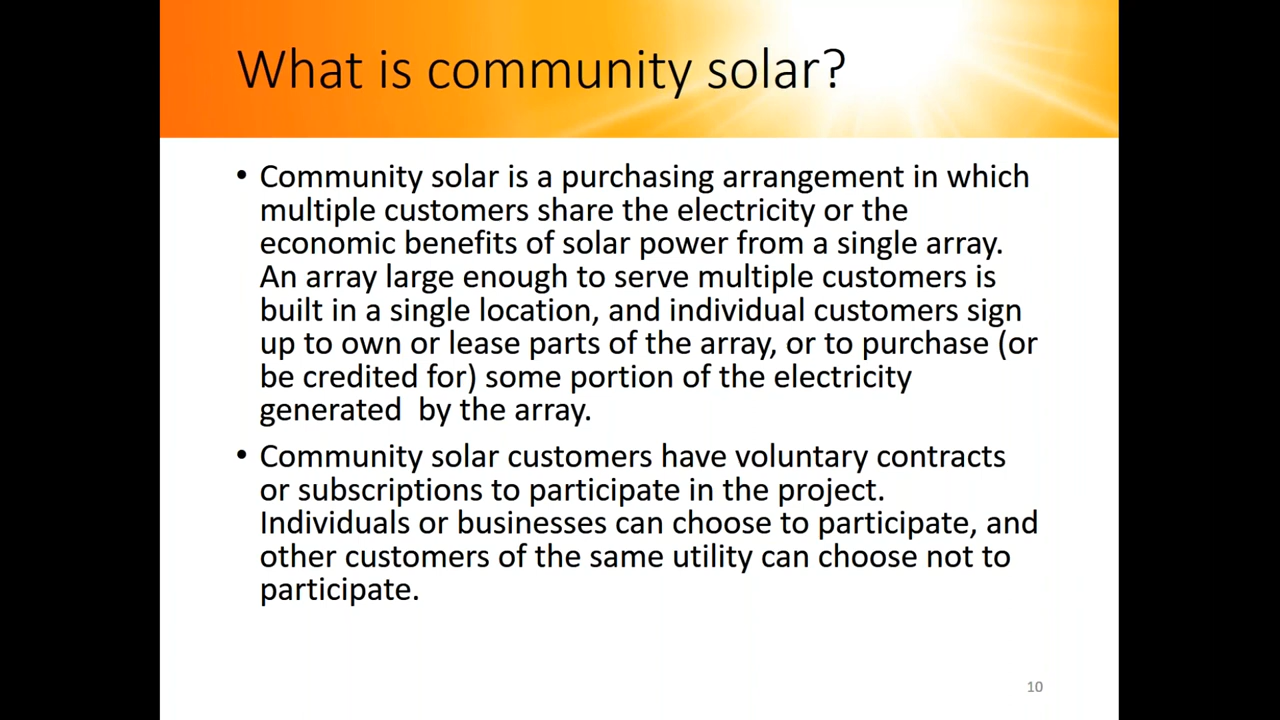 What is community solar?
• Community solar is a purchasing arrangement in which
multiple customers share the electricity or the
economic benefits of solar power from a single array.
An array large enough to serve multiple customers is
built in a single location, and individual customers sign
up to own or lease parts of the array, or to purchase (or
be credited for) some portion of the electricity
generated  by the array.
• Community solar customers have voluntary contracts
or subscriptions to participate in the project.
Individuals or businesses can choose to participate, and
other customers of the same utility can choose not to
participate.
10